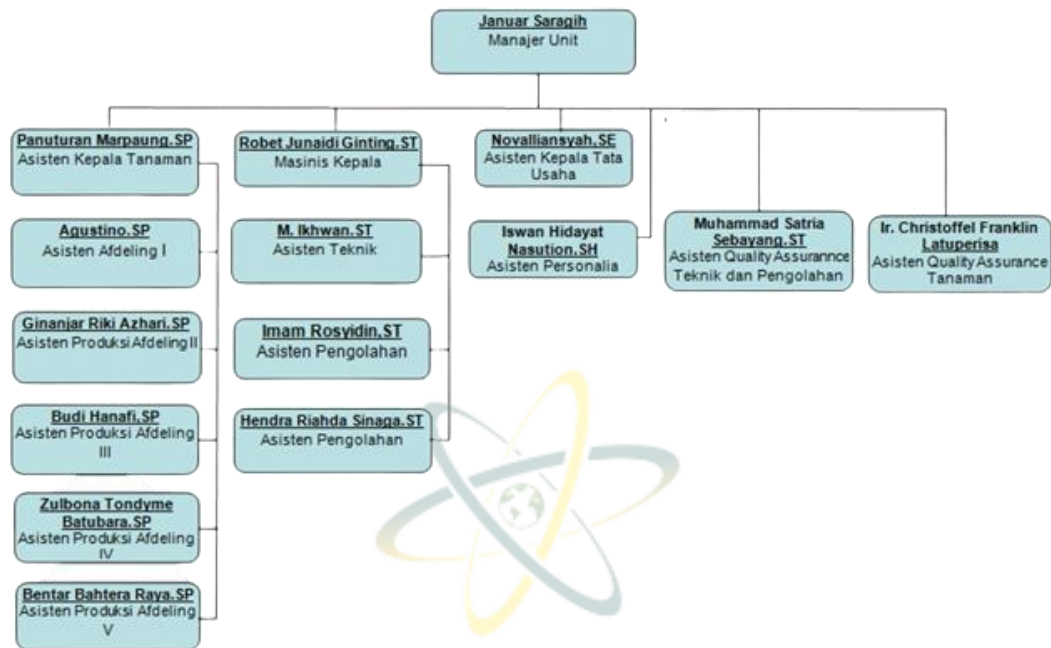 Januar Saragih
Manajer Unit
Panuturan Marpaung.SP
Asisten Kepala Tanaman
Robet Junaidi Ginting.ST
Masinis Kepala
Novalliansyah,SE
Asisten Kepala Tata
Usaha
Agustino.SP
Asisten Afdeling I
M. Ikhwan.ST
Asisten Teknik
Iswan Hidayat
Nasution.SH
Asisten Personalia
Muhammad Satria
Sebayang.ST
Asisten Quality Assurannce
Teknik dan Pengolahan
Ir. Christoffel Franklin
Latuperisa
Asisten Quality Assurance
Tanaman
Ginanjar Riki Azhari.SP
Asisten Produksi Afdeling II
Imam Rosyidin,ST
Asisten Pengolahan
Budi Hanafi,SP
Asisten Produksi Afdeling
III
Hendra Riahda Sinaga.ST
Asisten Pengolahan
Zulbona Tondyme
Batubara.SP
Asisten Produksi Afdeling
IV
Bentar Bahtera Raya.SP
Asisten Produksi Afdeling
V